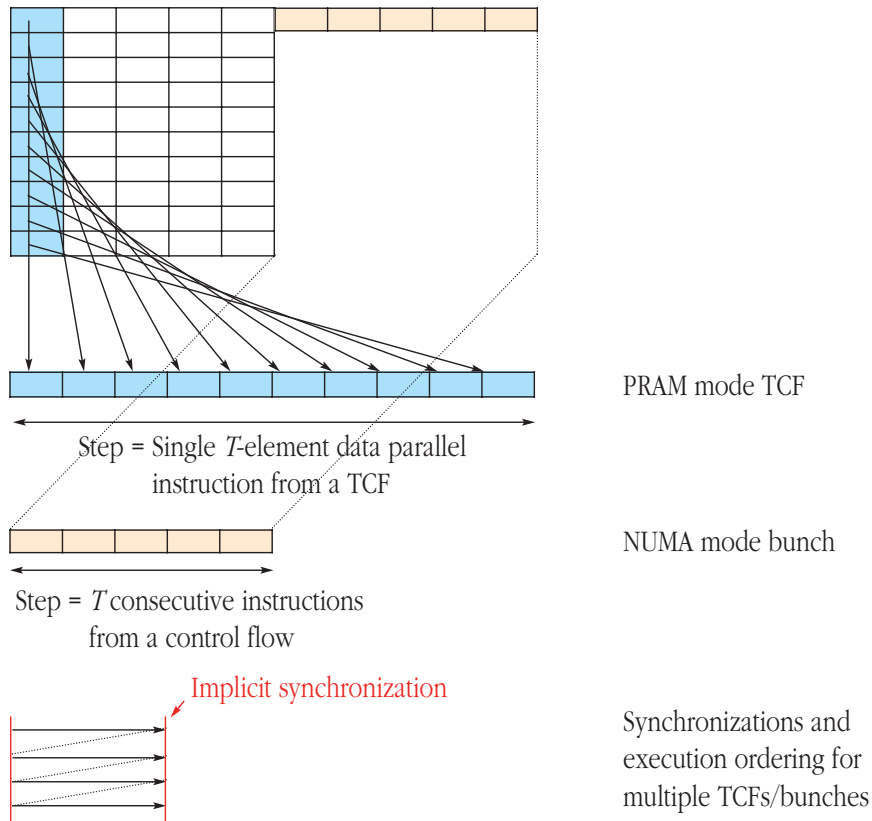 PRAM mode TCF
Step = Single T-element data parallel
instruction from a TCF
NUMA mode bunch
Step = T consecutive instructions
from a control flow
Implicit synchronization
Synchronizations and
execution ordering for
multiple TCFs/bunches